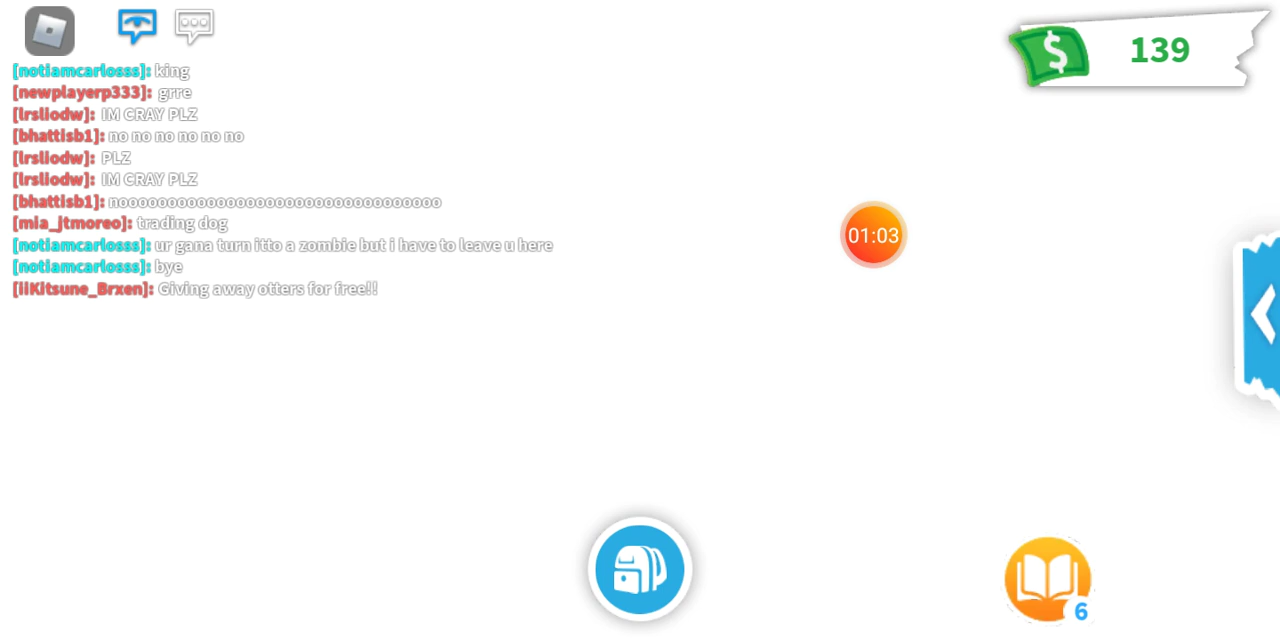 139
[notiamcarlosss]: king
[newplayerp333]: grre
[lrsliodw]: IM CRAY PLZ
[bhattisb1]: no no no no no no
[lrsliodw]: PLZ
[lrsliodw]: IM CRAY PLZ
[bhattisb1]: nooooooooooooooooooooooooooooooooo
[mia_jtmoreo]: trading dog
[notiamcarlosss]: ur gana turn itto a zombie but i have to leave u here
[notiamcarlosss]: bye
[iiKitsune_Brxen]: Giving away otters for free!!
01:03
6